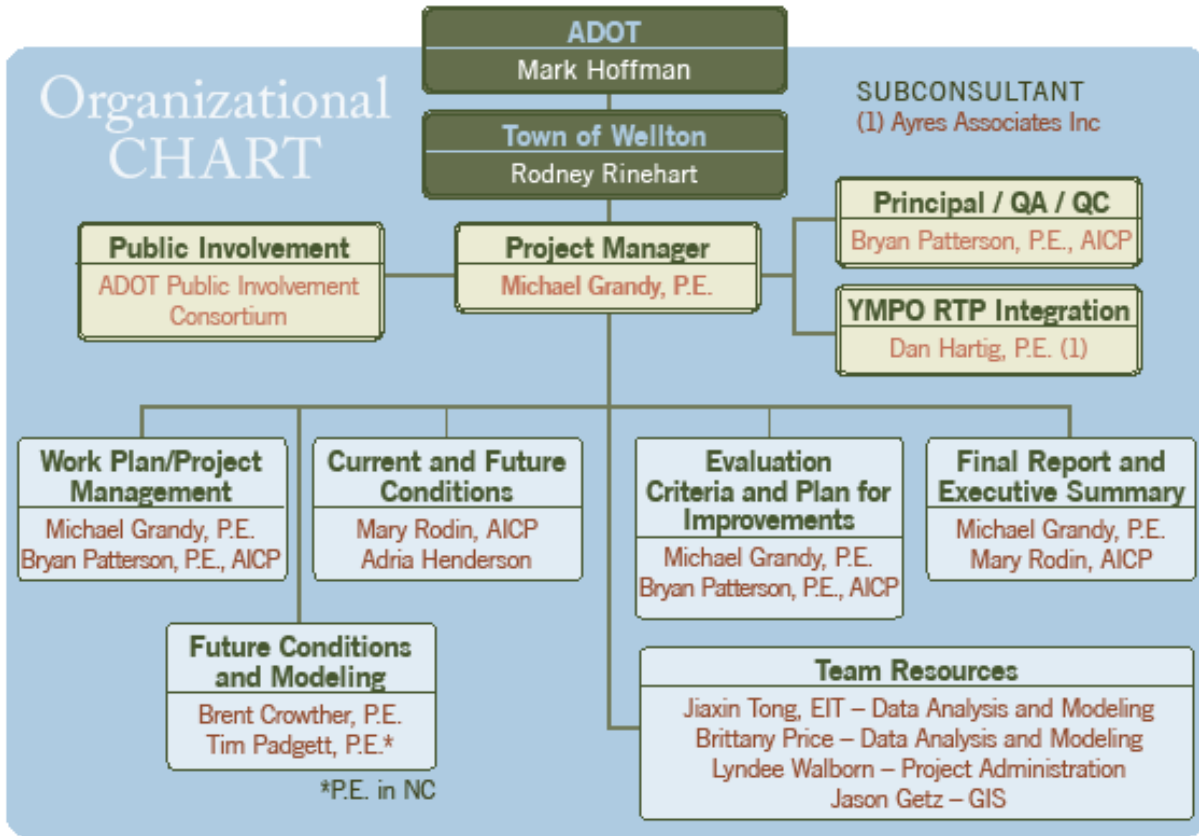 ADOT
Mark Hoffman
Organizational
CHART
SUBCONSULTANT
(1) Ayres Associates Inc
Town of Wellton
Rodney Rinehart
Principal / QA / QC
Bryan Patterson, P.E., AICP
Public Involvement
ADOT Public Involvement
Consortium
Project Manager
Michael Grandy, P.E.
YMPO RTP Integration
Dan Hartig, P.E. (1)
Work Plan/Project
Management
Michael Grandy, P.E.
Bryan Patterson, P.E., AICP
Current and Future
Conditions
Mary Rodin, AICP
Adria Henderson
Evaluation
Criteria and Plan for
Improvements
Michael Grandy, P.E.
Bryan Patterson, P.E., AICP
Final Report and
Executive Summary
Michael Grandy, P.E.
Mary Rodin, AICP
Future Conditions
and Modeling
Brent Crowther, P.E.
Tim Padgett, P.E.*
*P.E. in NC
Team Resources
Jiaxin Tong, EIT – Data Analysis and Modeling
Brittany Price – Data Analysis and Modeling
Lyndee Walborn – Project Administration
Jason Getz – GIS